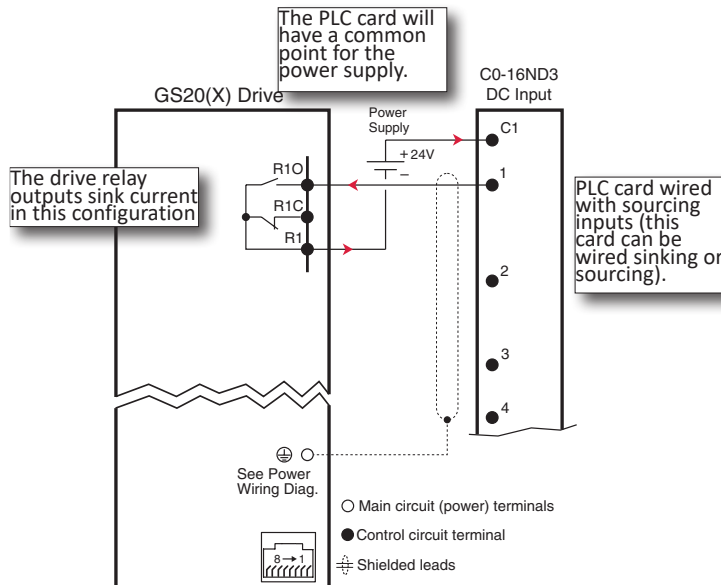 The PLC card will
have a common
point for the
power supply.
C0-16ND3
DC Input
GS20(X) Drive
Power
Supply
C1
+24V
–
The drive relay
outputs sink current
in this configuration
R1O
1
R1C
R1
PLC card wired
with sourcing
inputs (this
card can be
wired sinking or
sourcing).
2
3
4
See Power
Wiring Diag.
Main circuit (power) terminals
Control circuit terminal
8→1
Shielded leads